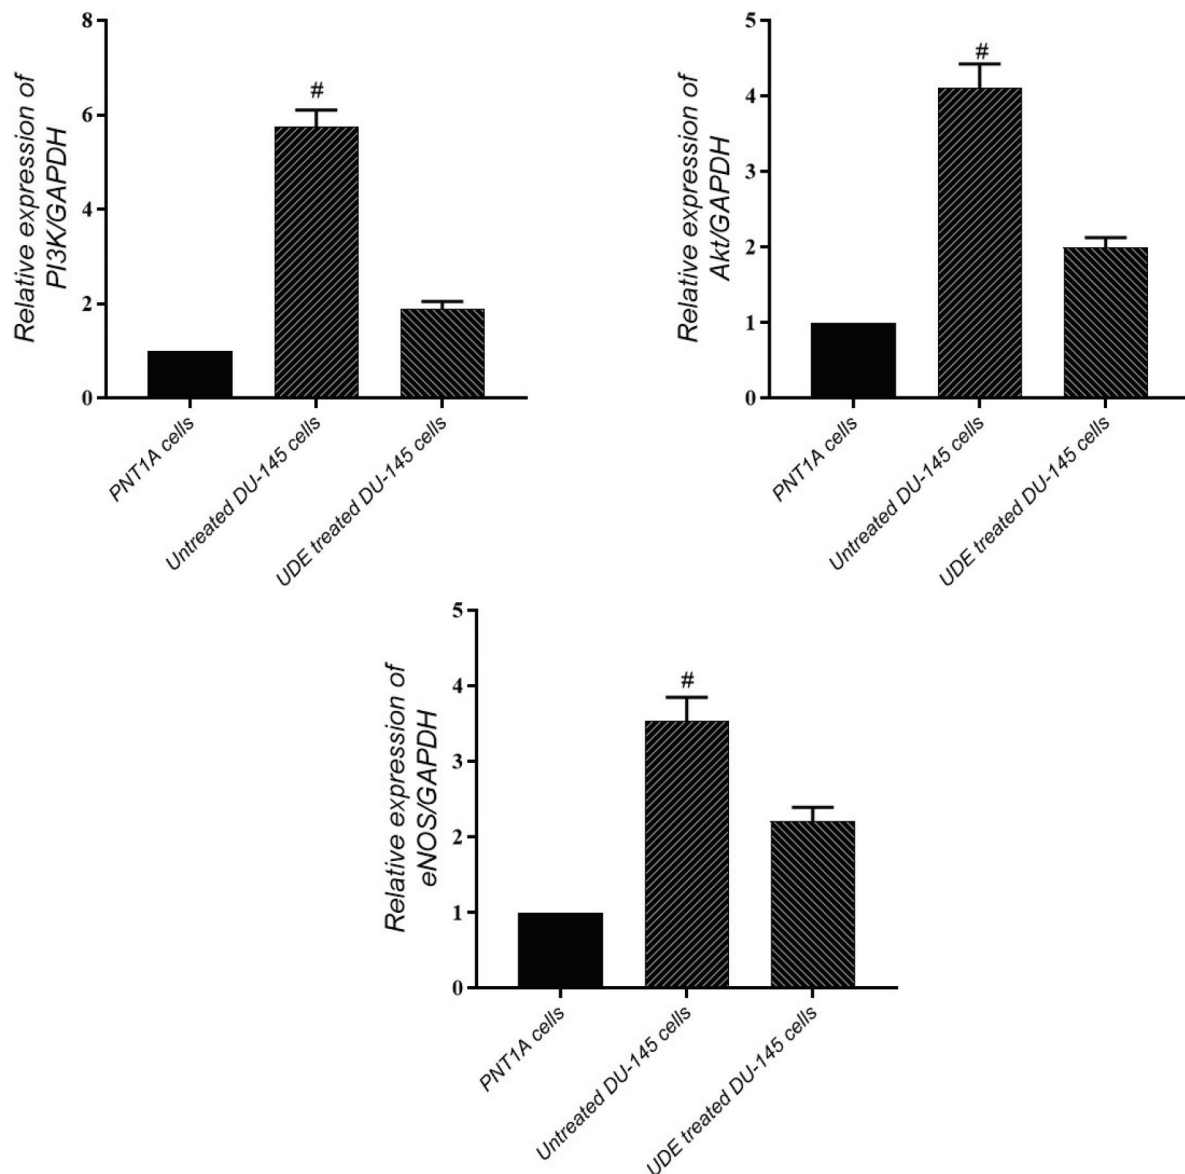 Relative expression of
PI3K/GAPDH
8
6
4
2
0
#
PNT1A cells
Untreated DU-145 cells
UDE treated DU-145 cells
Relative expression of
Akt/GAPDH
5
4
3
2
1
0
#
PNT1A cells
Untreated DU-145 cells
UDE treated DU-145 cells
Relative expression of
eNOS/GAPDH
5
4
3
2
1
0
#
PNT1A cells
Untreated DU-145 cells
UDE treated DU-145 cells